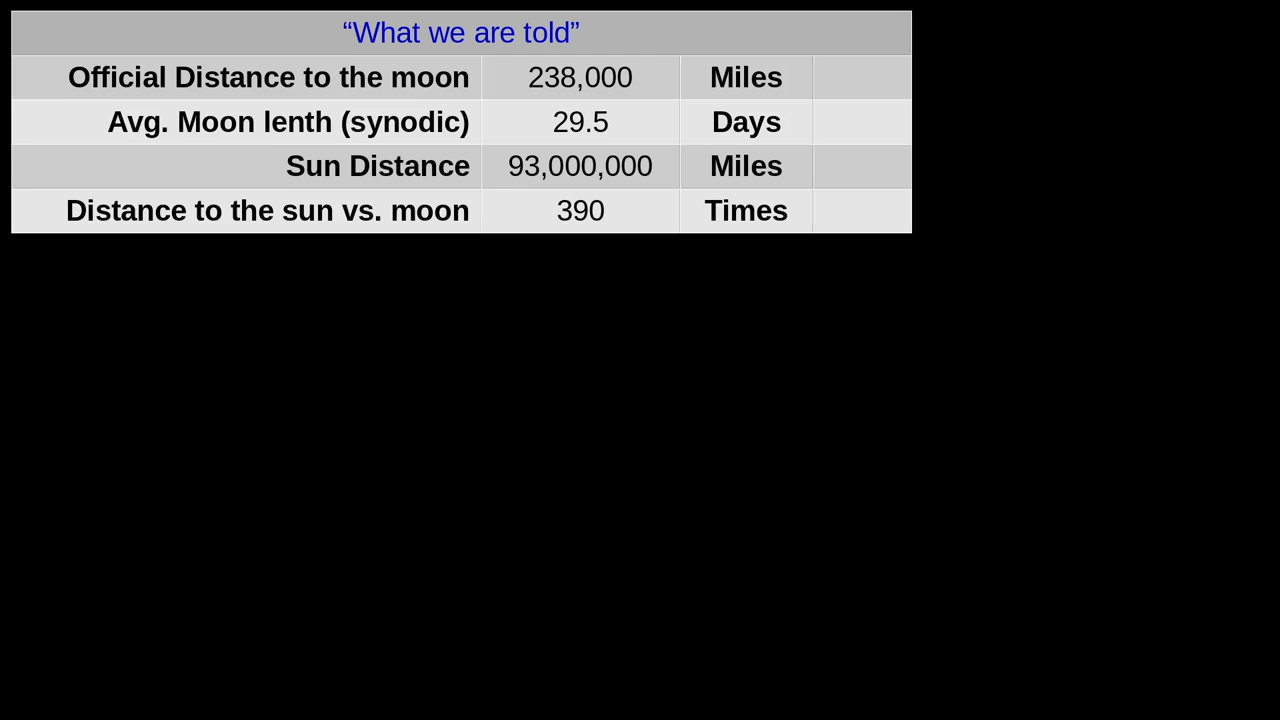 “What we are told”
Official Distance to the moon 238,000 Miles
Avg. Moon lenth (synodic) 29.5 Days
Sun Distance 93,000,000 Miles
Distance to the sun vs. moon 390 Times